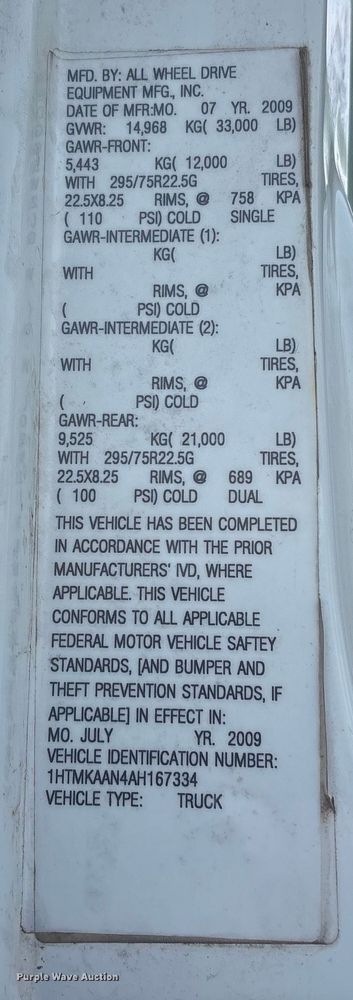 MFD. BY: ALL WHEEL DRIVE
EQUIPMENT MFG., INC.
DATE OF MFR:MO. 07 YR. 2009
GVWR: 14,968 KG( 33,000 LB)
GAWR-FRONT:
5,443 KG( 12,000 LB)
WITH 295/75R22.5G TIRES,
22.5X8.25 RIMS, @ 758 KPA
( 110 PSI) COLD SINGLE
GAWR-INTERMEDIATE (1):
KG( LB)
WITH TIRES,
RIMS, @ KPA
( PSI) COLD
GAWR-INTERMEDIATE (2):
KG( LB)
WITH TIRES,
RIMS, @ KPA
( PSI) COLD
GAWR-REAR:
9,525 KG( 21,000 LB)
WITH 295/75R22.5G TIRES,
22.5X8.25 RIMS, @ 689 KPA
( 100 PSI) COLD DUAL
THIS VEHICLE HAS BEEN COMPLETED
IN ACCORDANCE WITH THE PRIOR
MANUFACTURERS' IVD, WHERE
APPLICABLE. THIS VEHICLE
CONFORMS TO ALL APPLICABLE
FEDERAL MOTOR VEHICLE SAFTEY
STANDARDS, [AND BUMPER AND
THEFT PREVENTION STANDARDS, IF
APPLICABLE] IN EFFECT IN:
MO. JULY YR. 2009
VEHICLE IDENTIFICATION NUMBER:
1HTMKAAN4AH167334
VEHICLE TYPE: TRUCK
Purple Wave Auction